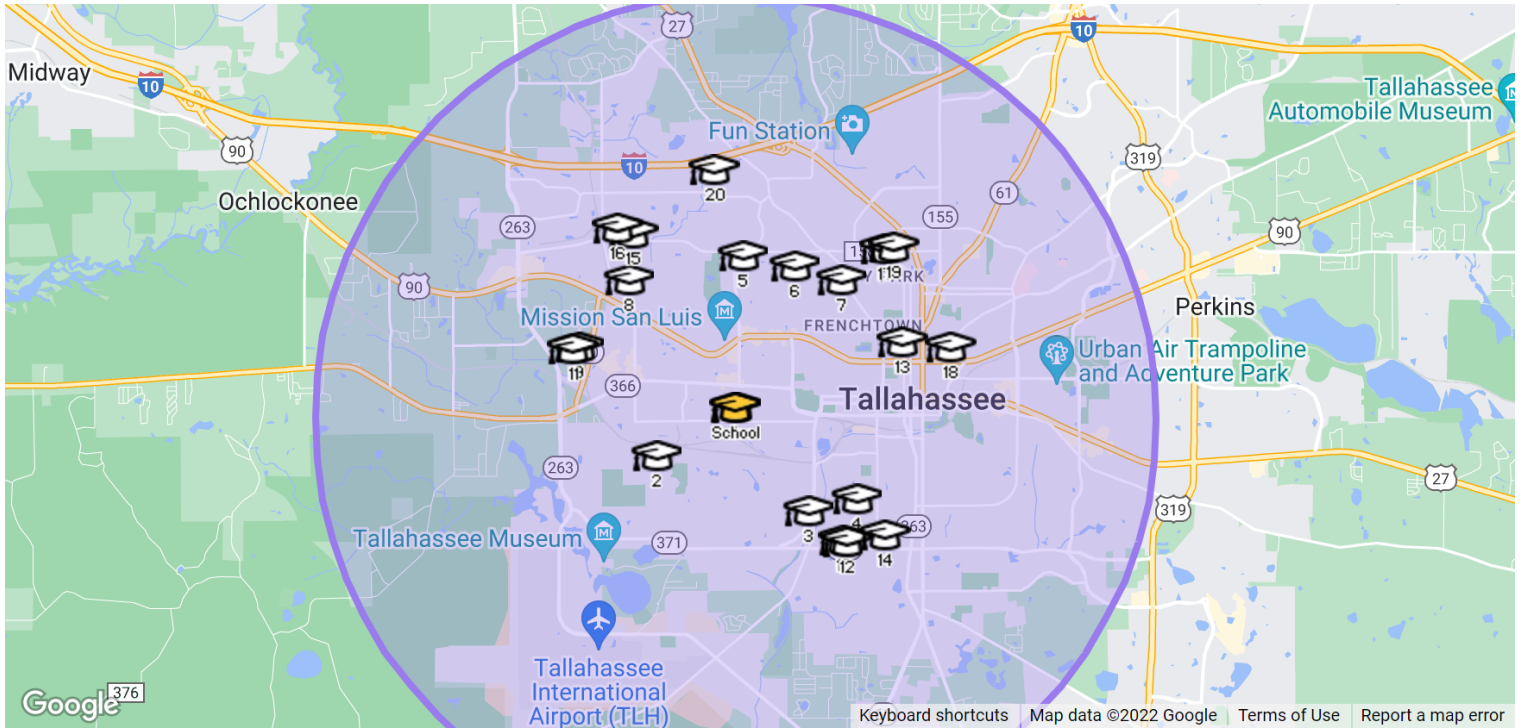 27
10
Midway
10
Tallahassee
Automobile Museum
Fun Station
90
319
10
20
61
Ochlockonee
263
155
90
16
15
5
6
7
19
90
8
Mission San Luis
FRENCHTOWN
Perkins
13
18
Urban Air Trampoline
and Adventure Park
366
Tallahassee
School
2
263
27
3
4
319
Tallahassee Museum
371
12
14
Tallahassee
International
Airport (TLH)
Google
376
Keyboard shortcuts
Map data ©2022 Google
Terms of Use
Report a map error